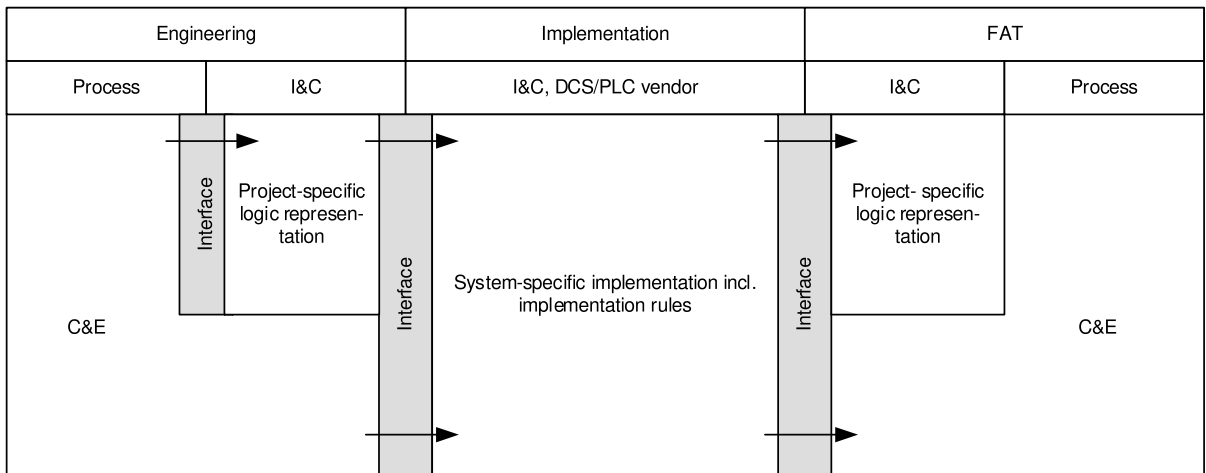 Engineering
Implementation
FAT
Process
I&C
I&C, DCS/PLC vendor
I&C
Process
Interface
Project-specific
logic represen-
tation
Interface
System-specific implementation incl.
implementation rules
Interface
Project- specific
logic represen-
tation
C&E
C&E